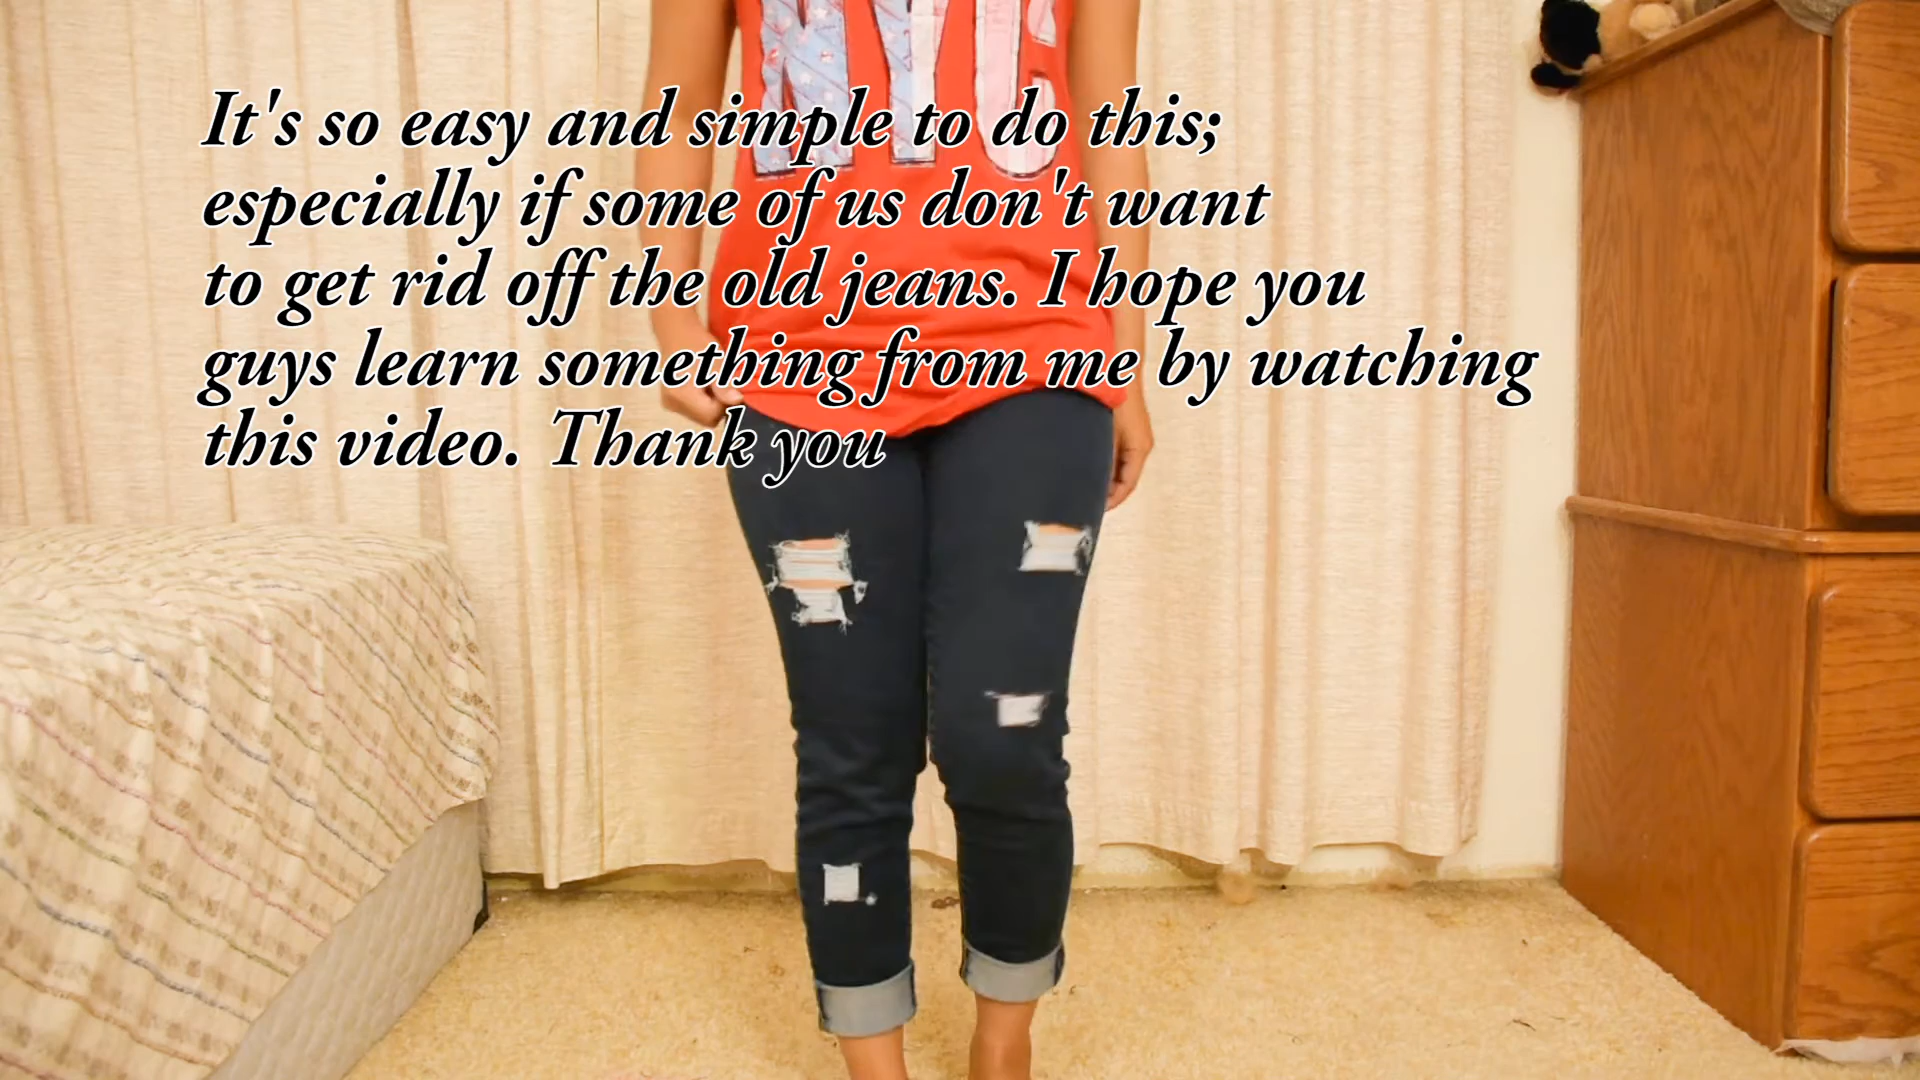 NYC
It's so easy and simple to do this;
especially if some of us don't want
to get rid off the old jeans. I hope you
guys learn something from me by watching
this video. Thank you